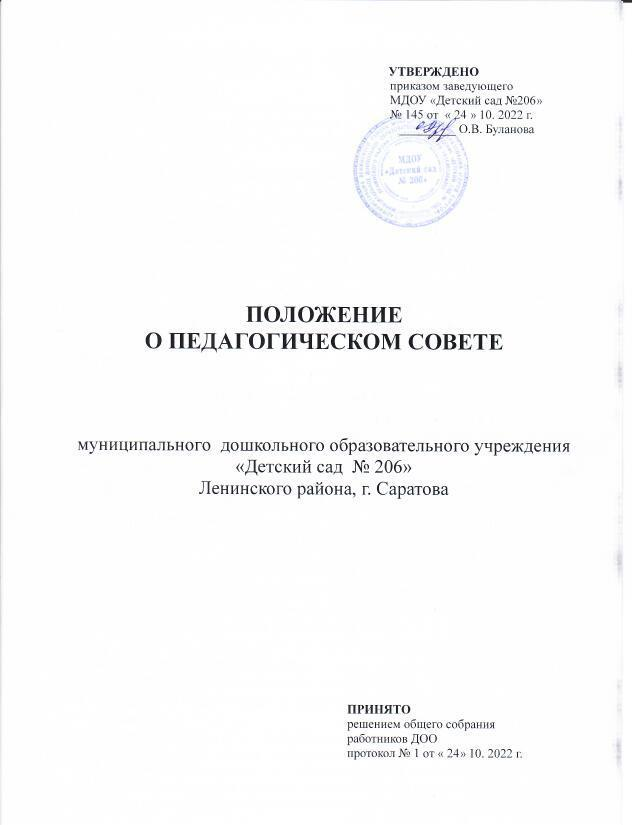 УТВЕРЖДЕНО
приказом заведующего
МДОУ «Детский сад №206»
№ 145 от « 24 » 10. 2022 г.
_________ О.В. Буланова
МДОУ
«Детский сад
№ 206»
ПОЛОЖЕНИЕ
О ПЕДАГОГИЧЕСКОМ СОВЕТЕ
муниципального дошкольного образовательного учреждения
«Детский сад № 206»
Ленинского района, г. Саратова
ПРИНЯТО
решением общего собрания
работников ДОО
протокол № 1 от « 24» 10. 2022 г.